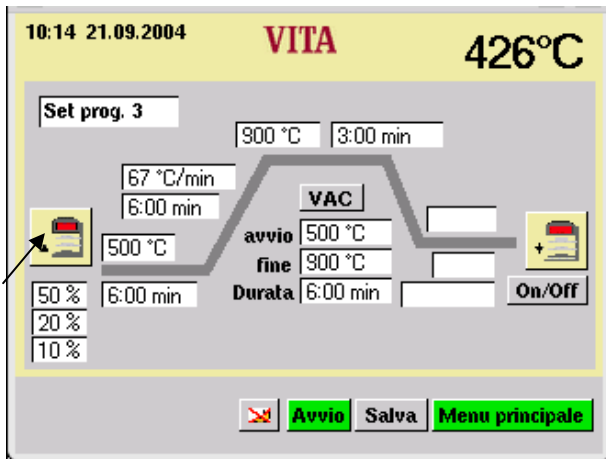 10:14 21.09.2004
VITA
426°C
Set prog. 3
900 °C
3:00 min
67 °C/min
6:00 min
VAC
500 °C
avvio 500 °C
fine 900 °C
50 %
6:00 min
Durata 6:00 min
On/Off
20 %
10 %
Avvio
Salva
Menu principale